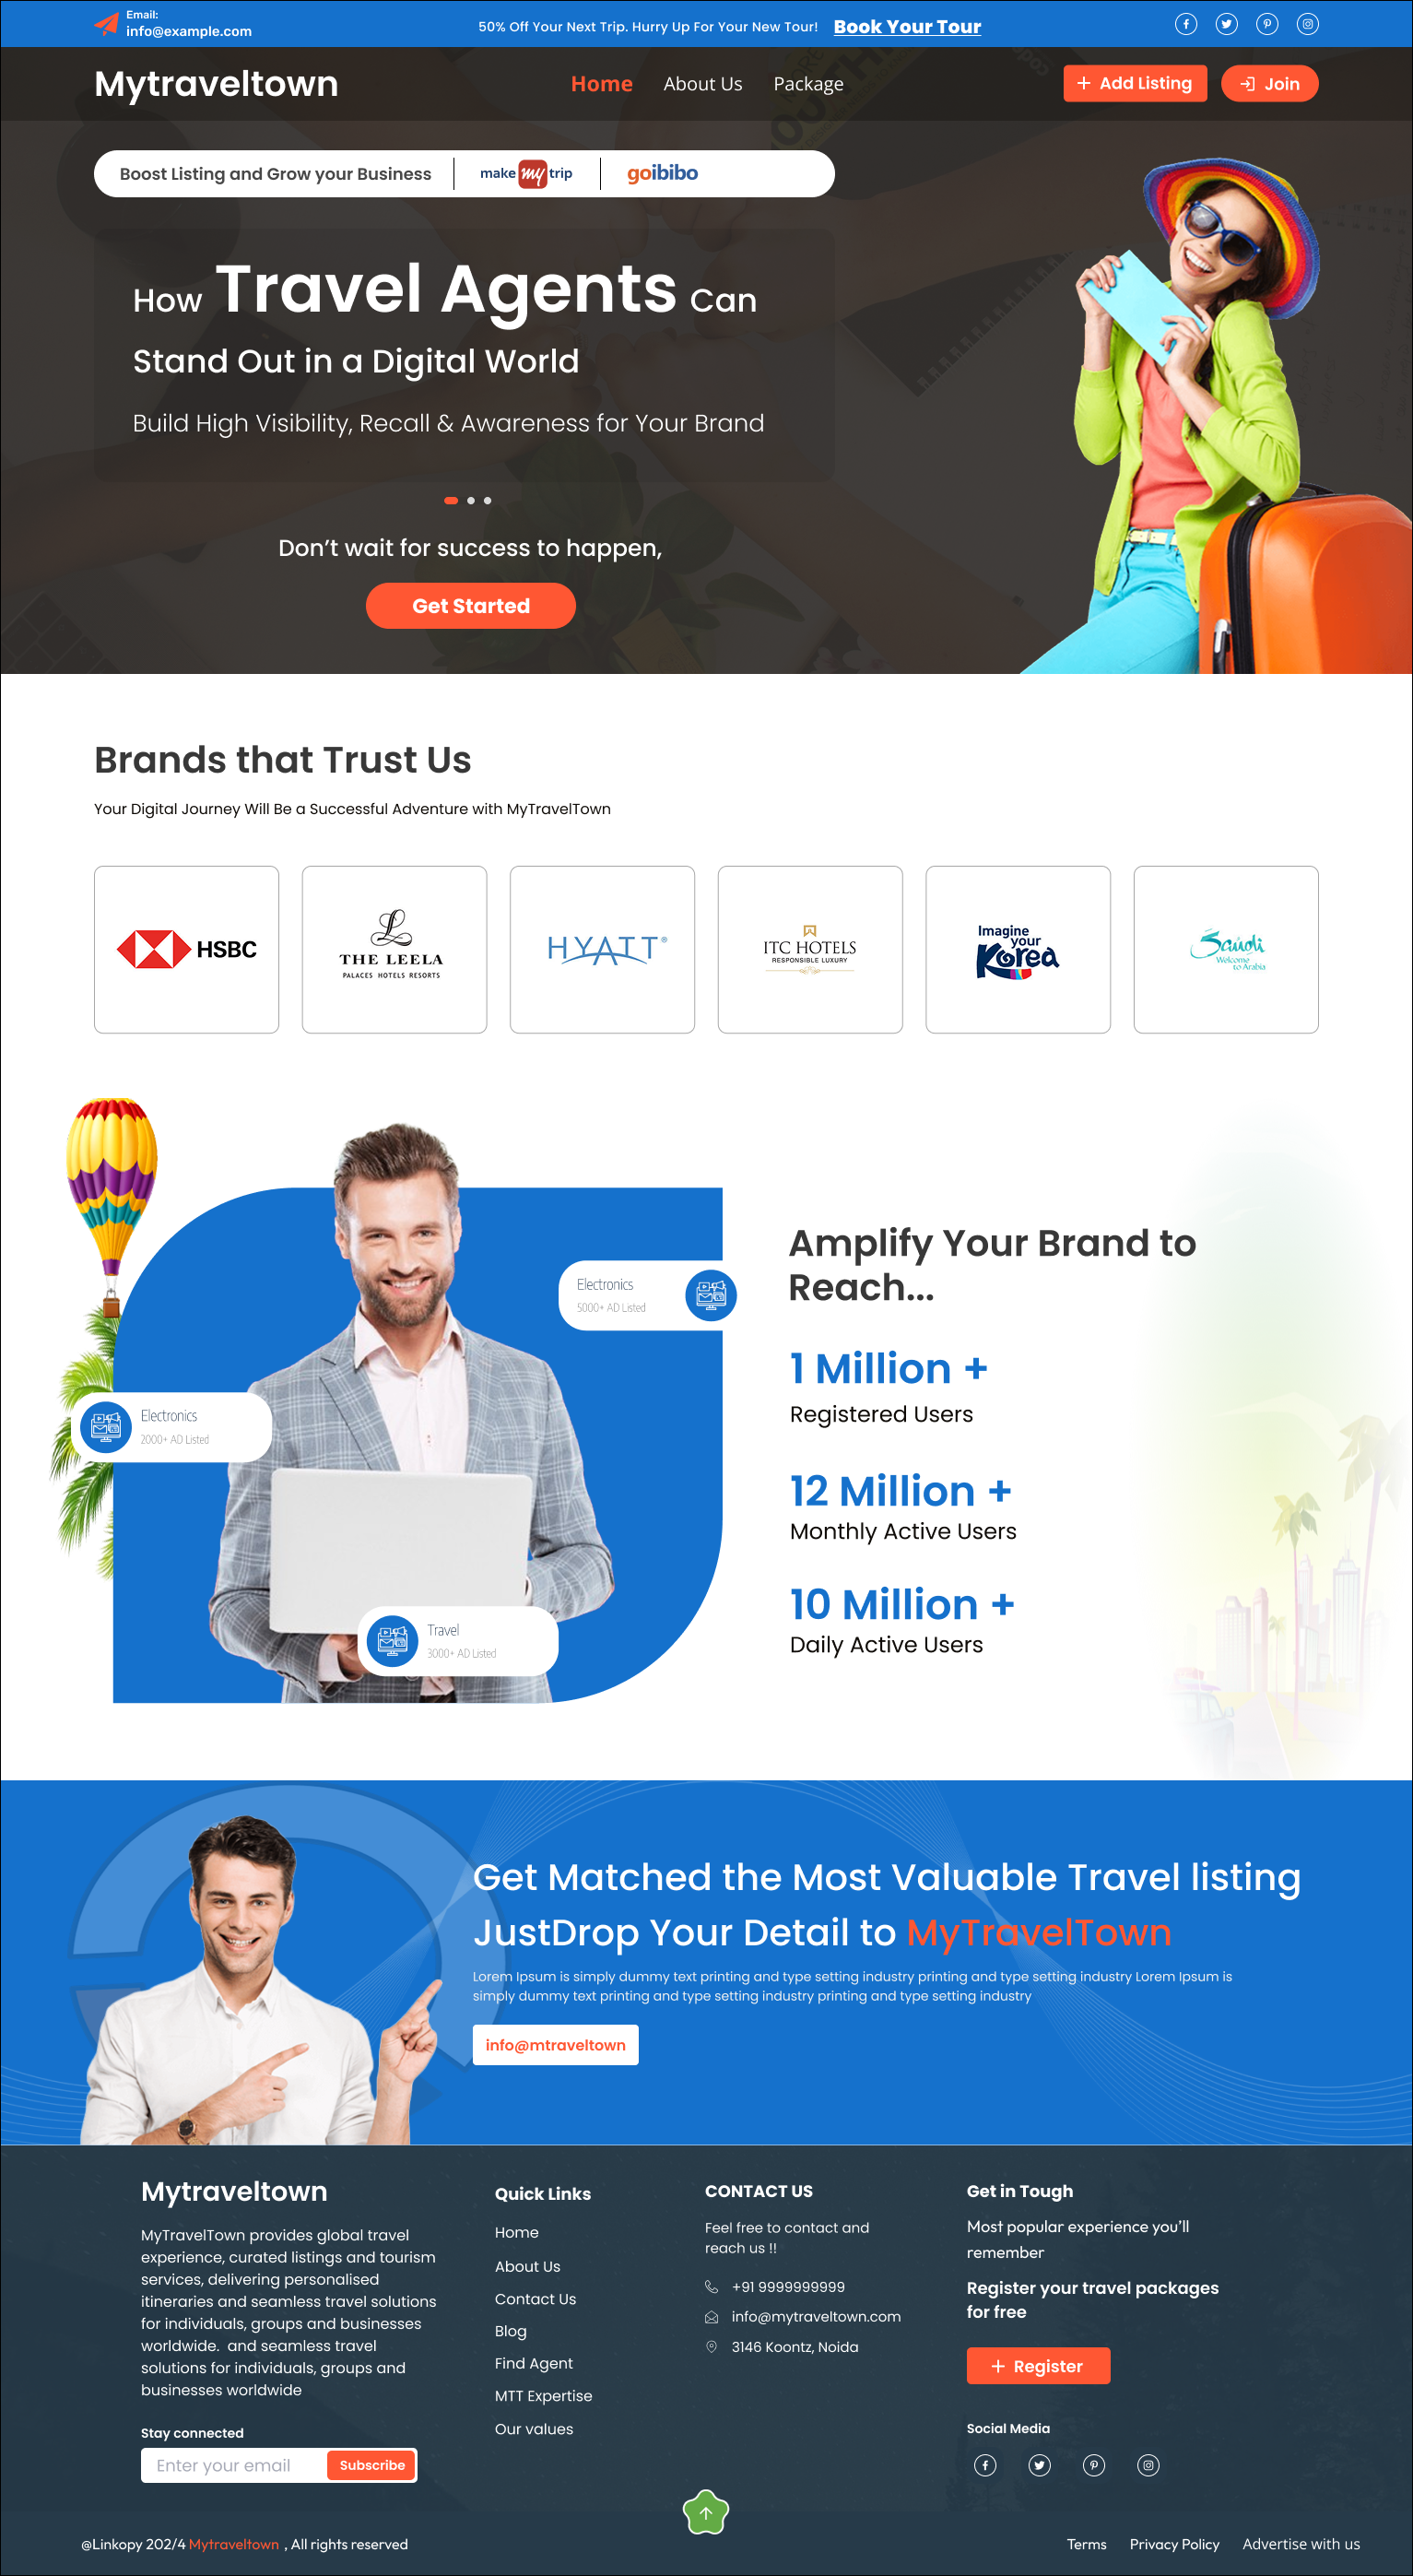 Email:
info@example.com
50% Off Your Next Trip. Hurry Up For Your New Tour! Book Your Tour
Mytraveltown
Home About Us Package
+ Add Listing
Join
Boost Listing and Grow your Business
make my trip
goibibo
How Travel Agents Can
Stand Out in a Digital World
Build High Visibility, Recall & Awareness for Your Brand
Don't wait for success to happen,
Get Started
Brands that Trust Us
Your Digital Journey Will Be a Successful Adventure with MyTravelTown
HSBC
L
THE LEELA
PALACES HOTELS RESORTS
HYATT®
ITC HOTELS
RESPONSIBLE LUXURY
Imagine
your
Korea
Saudi
Welcome
to Arabia
Electronics
5000+ AD Listed
Electronics
2000+ AD Listed
Travel
3000+ AD Listed
Amplify Your Brand to
Reach...
1 Million +
Registered Users
12 Million +
Monthly Active Users
10 Million +
Daily Active Users
Get Matched the Most Valuable Travel listing
JustDrop Your Detail to MyTravelTown
Lorem Ipsum is simply dummy text printing and type setting industry printing and type setting industry Lorem Ipsum is
simply dummy text printing and type setting industry printing and type setting industry
info@mtraveltown
Mytraveltown
MyTravelTown provides global travel
experience, curated listings and tourism
services, delivering personalised
itineraries and seamless travel solutions
for individuals, groups and businesses
worldwide. and seamless travel
solutions for individuals, groups and
businesses worldwide
Stay connected
Enter your email
Subscribe
Quick Links
Home
About Us
Contact Us
Blog
Find Agent
MTT Expertise
Our values
CONTACT US
Feel free to contact and
reach us !!
+91 9999999999
info@mytraveltown.com
3146 Koontz, Noida
Get in Tough
Most popular experience you'll
remember
Register your travel packages
for free
+ Register
Social Media
@Linkopy 202/4 Mytraveltown , All rights reserved
Terms Privacy Policy Advertise with us